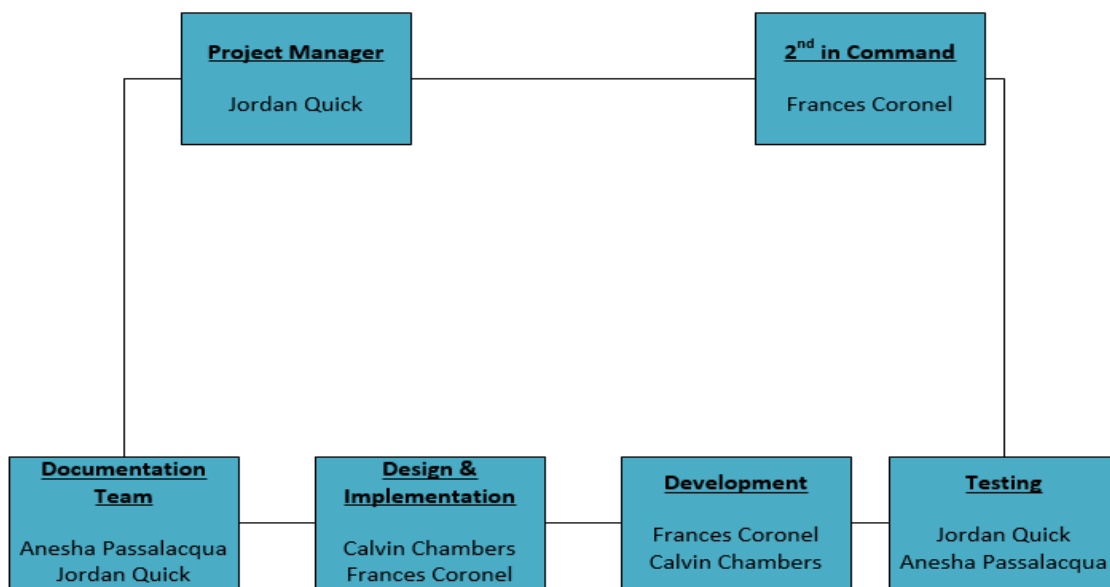 Project Manager
Jordan Quick
2nd in Command
Frances Coronel
Documentation
Team
Anesha Passalacqua
Jordan Quick
Design &
Implementation
Calvin Chambers
Frances Coronel
Development
Frances Coronel
Calvin Chambers
Testing
Jordan Quick
Anesha Passalacqua